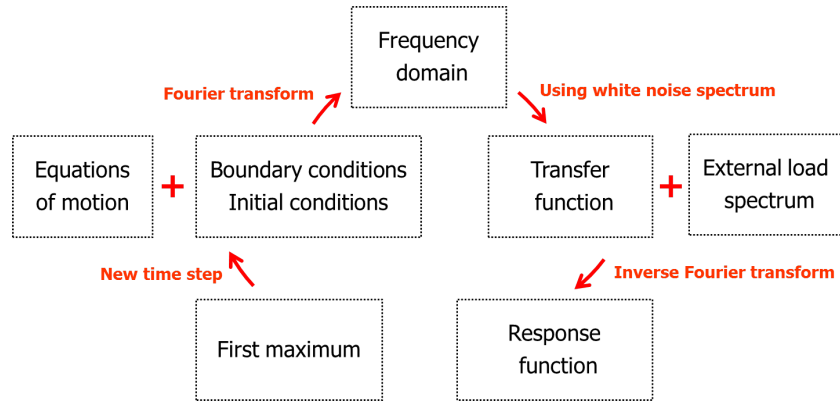 Frequency
domain
Fourier transform
Using white noise spectrum
Equations
of motion
+
Boundary conditions
Initial conditions
Transfer
function
+
External load
spectrum
New time step
Inverse Fourier transform
First maximum
Response
function